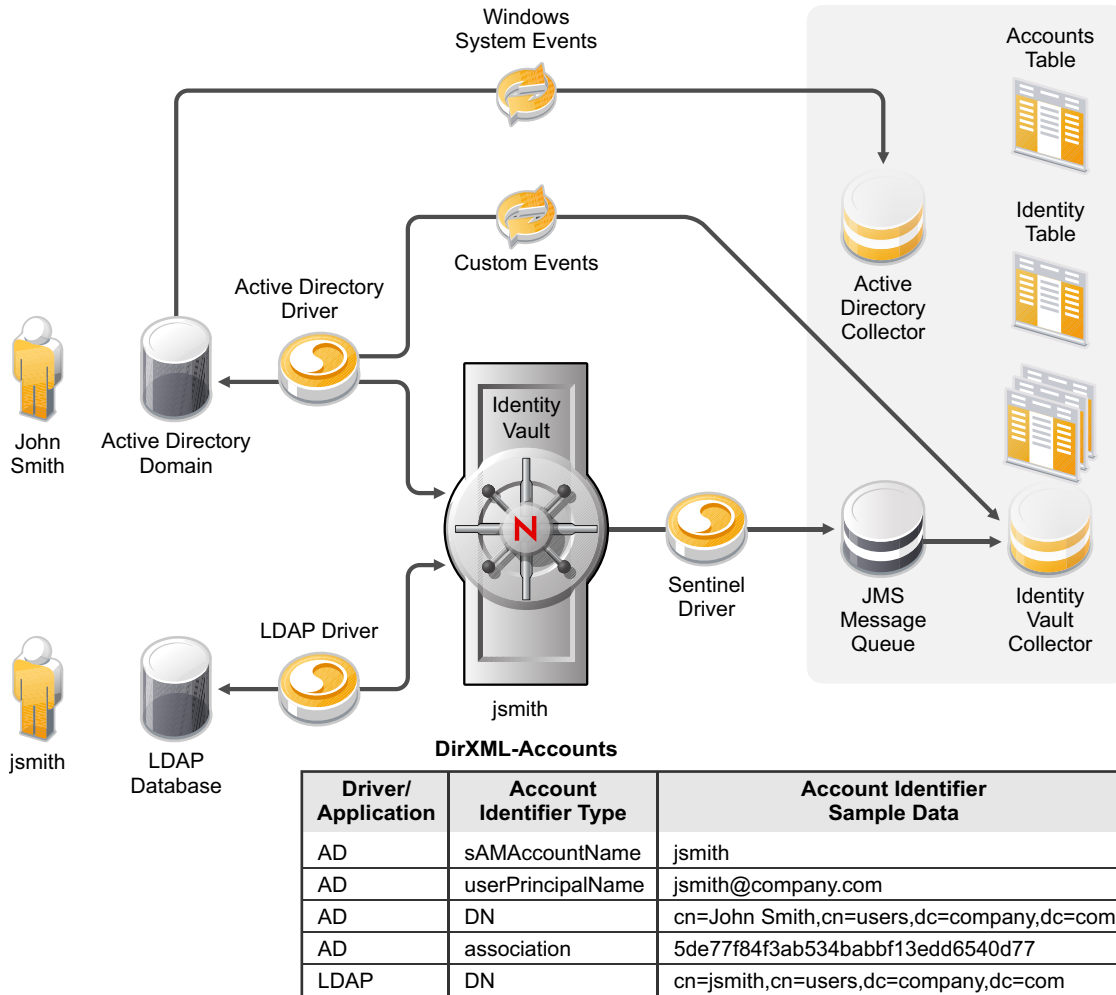 Windows
System Events
Accounts
Table
Custom Events
Identity
Table
Active Directory
Driver
Active
Directory
Collector
John
Smith
Active Directory
Domain
Identity
Vault
N
Sentinel
Driver
JMS
Message
Queue
Identity
Vault
Collector
LDAP Driver
jsmith
LDAP
Database
jsmith
DirXML-Accounts
Driver/
Application
Account
Identifier Type
Account Identifier
Sample Data
AD sAMAccountName jsmith
AD userPrincipalName jsmith@company.com
AD DN cn=John Smith,cn=users,dc=company,dc=com
AD association 5de77f84f3ab534babbf13edd6540d77
LDAP DN cn=jsmith,cn=users,dc=company,dc=com